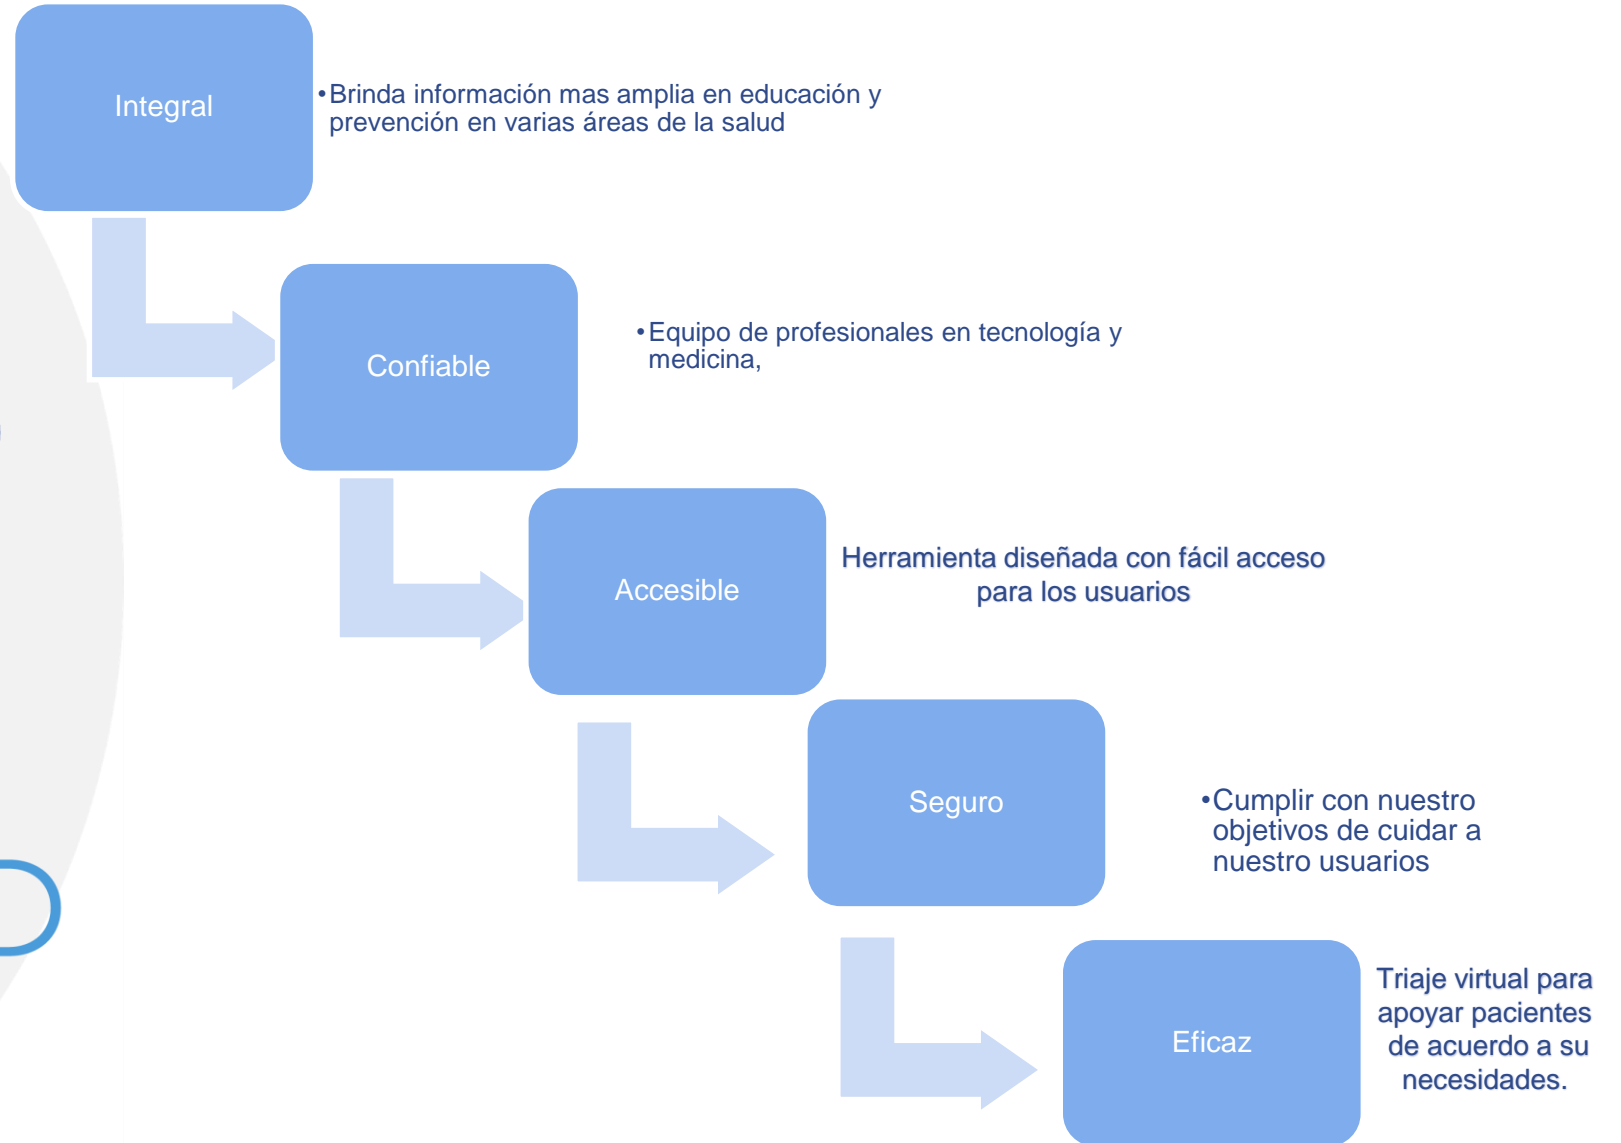 Integral
•Brinda información mas amplia en educación y
prevención en varias áreas de la salud
Confiable
•Equipo de profesionales en tecnología y
medicina,
Accesible
Herramienta diseñada con fácil acceso
para los usuarios
Seguro
•Cumplir con nuestro
objetivos de cuidar a
nuestro usuarios
Eficaz
Triaje virtual para
apoyar pacientes
de acuerdo a su
necesidades.